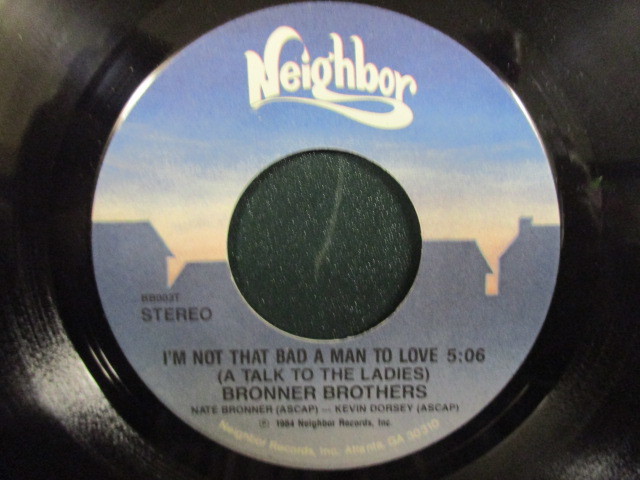 Neighbor
BB003T
STEREO
I'M NOT THAT BAD A MAN TO LOVE 5:06
(A TALK TO THE LADIES)
BRONNER BROTHERS
NATE BRONNER (ASCAP) — KEVIN DORSEY (ASCAP)
℗ 1984 Neighbor Records, Inc.
Neighbor Records, Inc. Atlanta, GA 30310